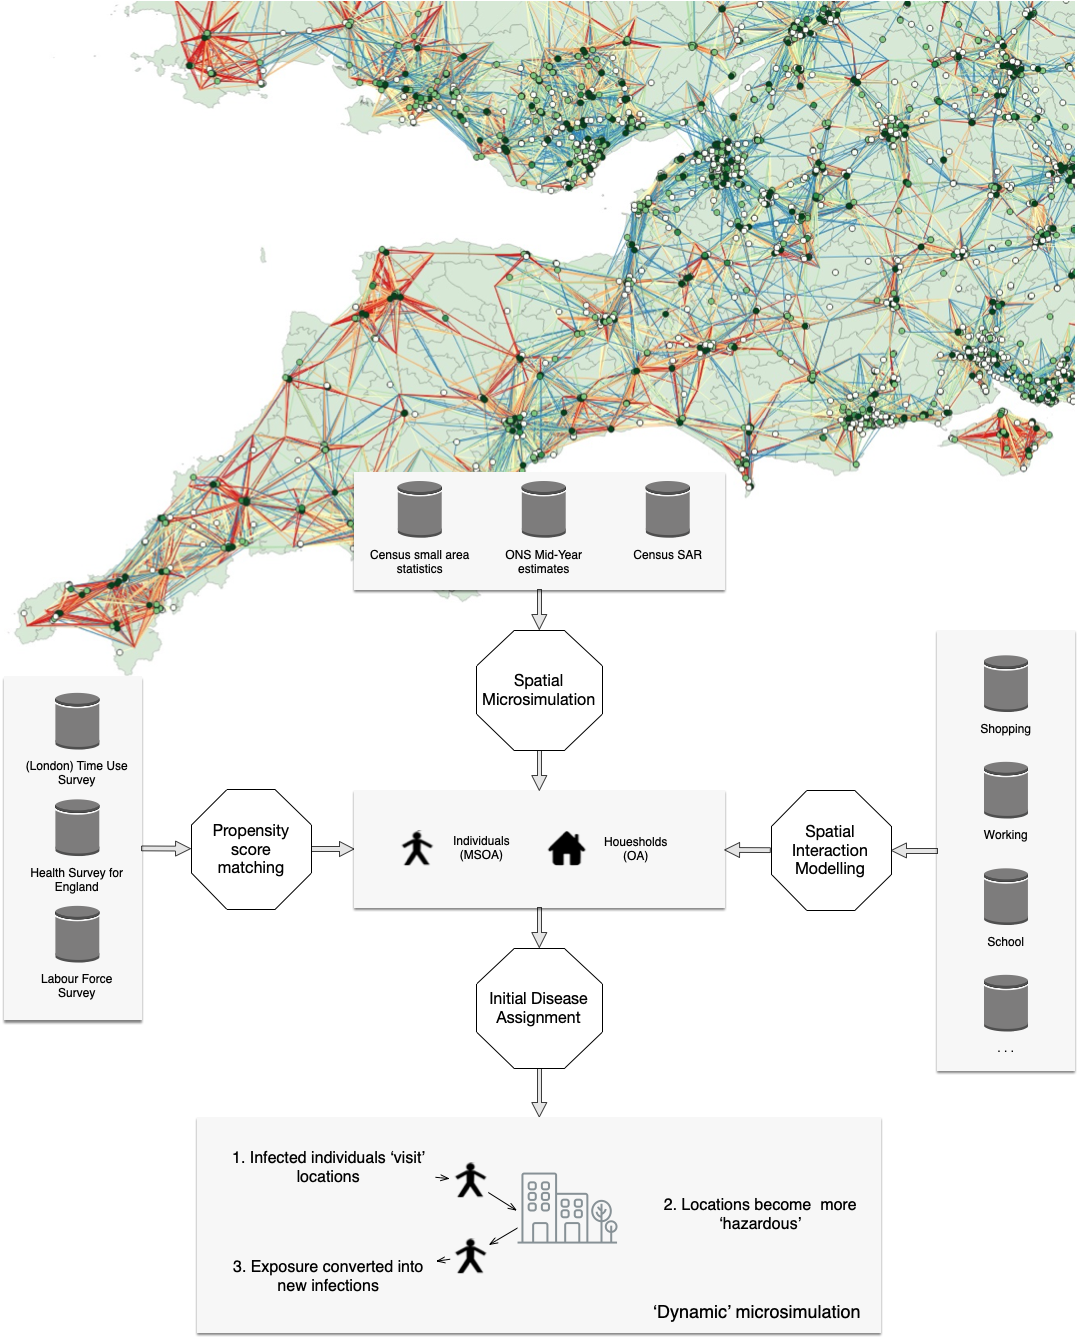 Census small area
statistics
ONS Mid-Year
estimates
Census SAR
Spatial
Microsimulation
(London) Time Use
Survey
Health Survey for
England
Labour Force
Survey
Propensity
score
matching
Individuals
(MSOA)
Houesholds
(OA)
Spatial
Interaction
Modelling
Shopping
Working
School
. . .
Initial Disease
Assignment
1. Infected individuals ‘visit’
locations
2. Locations become more
‘hazardous’
3. Exposure converted into
new infections
‘Dynamic’ microsimulation